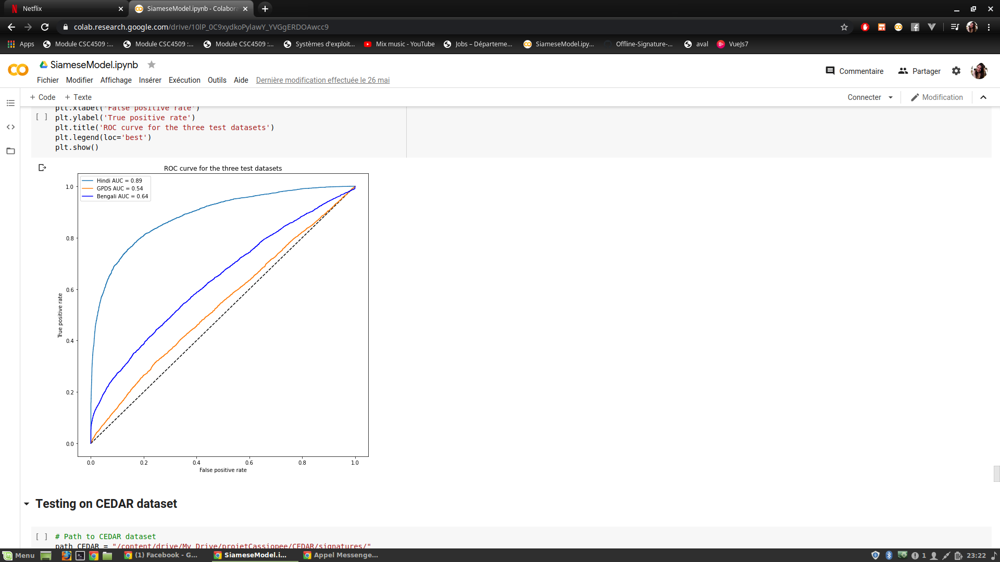 Netflix
SiameseModel.ipynb - Colabora
colab.research.google.com/drive/10lP_0C9xydkoPylawY_YVGgERDOAwcc9
Apps
Module CSC4509 :...
Module CSC4509 :...
Module CSC4509 :...
Systèmes d'exploit...
Mix music - YouTube
Jobs – Départeme...
SiameseModel.ipy...
Offline-Signature-...
aval
VueJs7
SiameseModel.ipynb
Commentaire
Partager
Fichier Modifier Affichage Insérer Exécution Outils Aide Dernière modification effectuée le 26 mai
+ Code + Texte
Connecter
Modification
plt.xlabel('False positive rate')
[ ] plt.ylabel('True positive rate')
plt.title('ROC curve for the three test datasets')
plt.legend(loc='best')
plt.show()
ROC curve for the three test datasets
Hindi AUC = 0.89
GPDS AUC = 0.54
Bengali AUC = 0.64
1.0
0.8
0.6
0.4
0.2
0.0
True positive rate
0.0 0.2 0.4 0.6 0.8 1.0
False positive rate
Testing on CEDAR dataset
[ ] # Path to CEDAR dataset
path_CEDAR = "/content/drive/My Drive/projetCassiopee/CEDAR/signatures/"
Menu
(1) Facebook - G...
SiameseModel.i...
Appel Messenge...
1
23:22